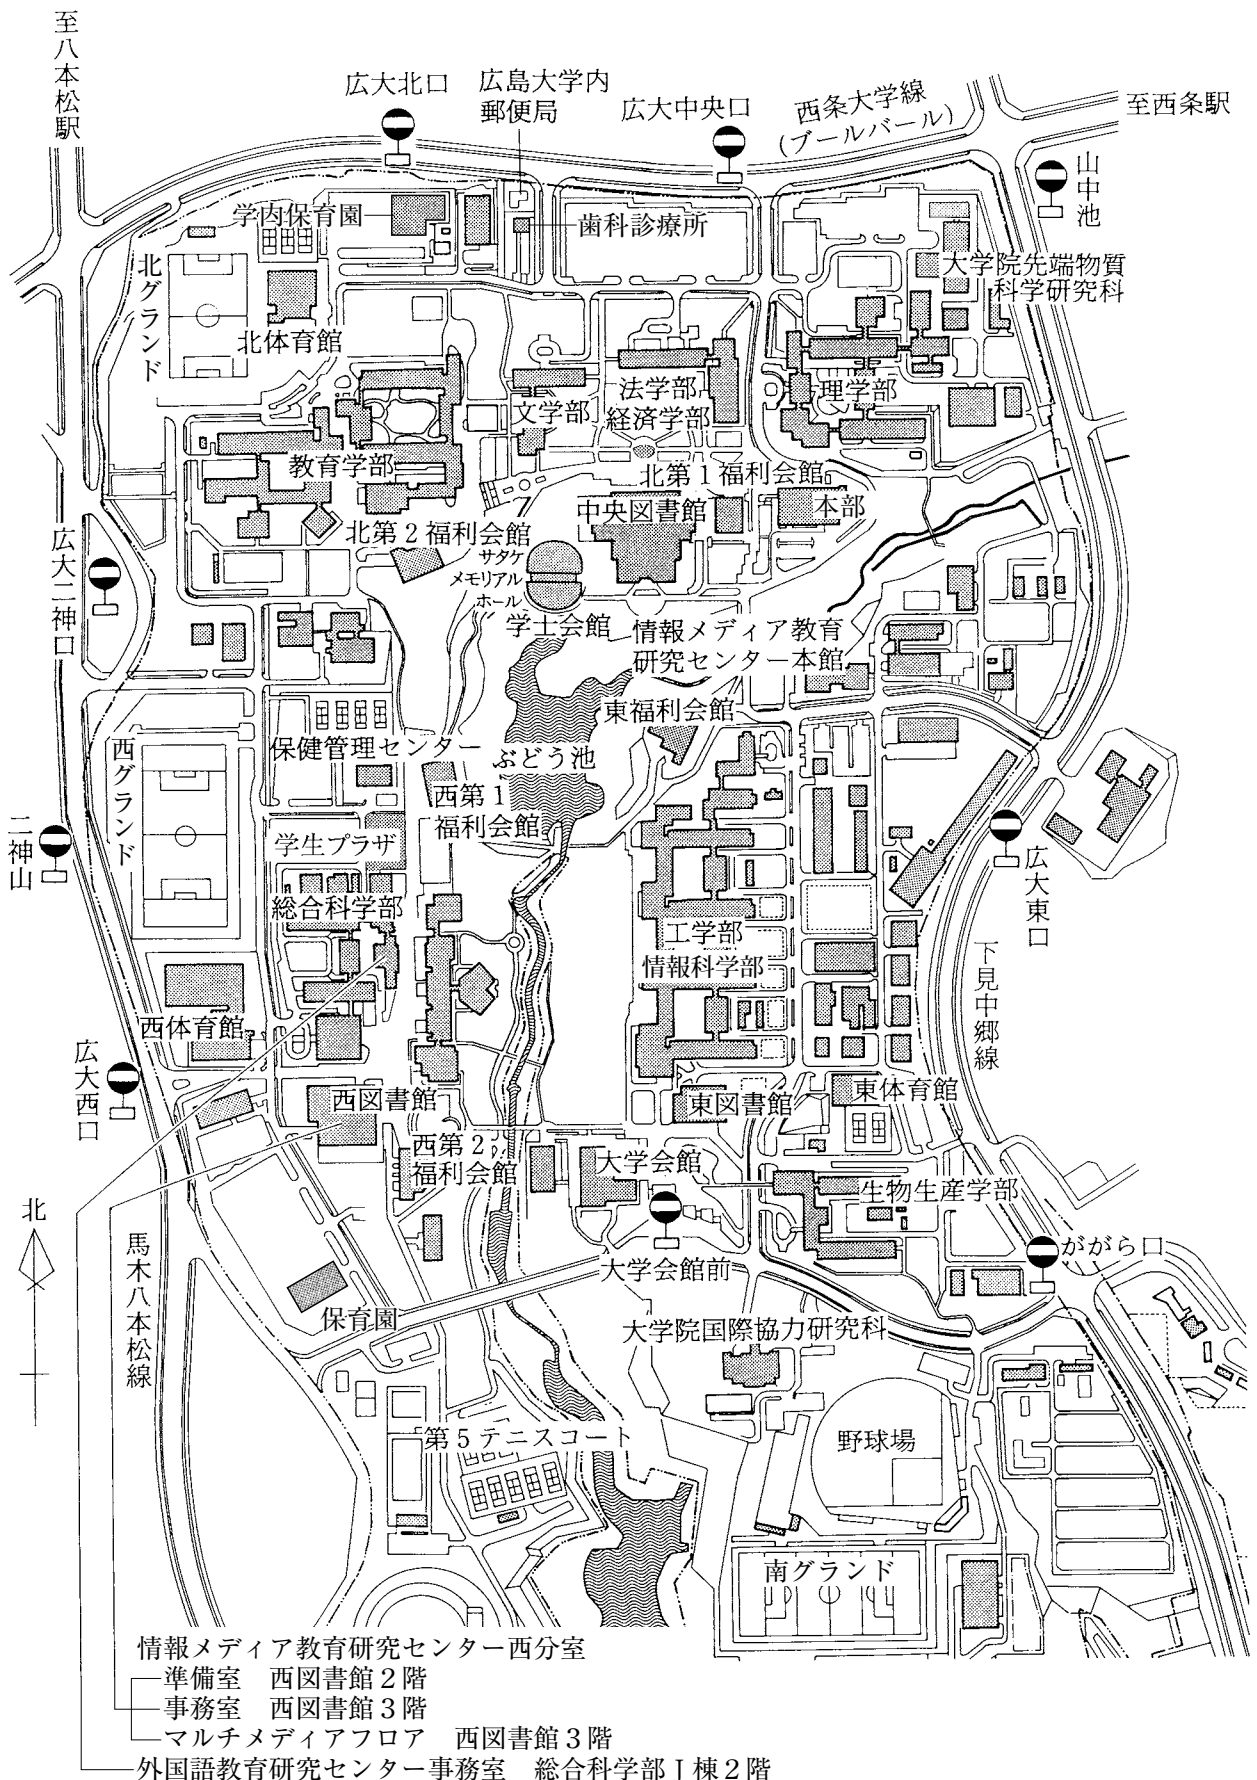 至八本松駅
広大北口
広島大学内
郵便局
広大中央口
西条大学線
(ブールバール)
至西条駅
山中池
学内保育園
歯科診療所
北グランド
大学院先端物質
科学研究科
北体育館
法学部
経済学部
文学部
理学部
教育学部
北第1福利会館
中央図書館
本部
北第2福利会館
サタケ
メモリアル
ホール
学士会館
広大二神口
情報メディア教育
研究センター本館
東福利会館
西グランド
保健管理センター
ぶどう池
西第1
福利会館
二神山
学生プラザ
広大東口
総合科学部
工学部
情報科学部
下見中郷線
西体育館
広大西口
西図書館
東図書館
東体育館
西第2
福利会館
大学会館
生物生産学部
北
馬木八本松線
大学会館前
ががら口
保育園
大学院国際協力研究科
第5テニスコート
野球場
南グランド
情報メディア教育研究センター西分室
準備室 西図書館2階
事務室 西図書館3階
マルチメディアフロア 西図書館3階
外国語教育研究センター事務室 総合科学部I棟2階